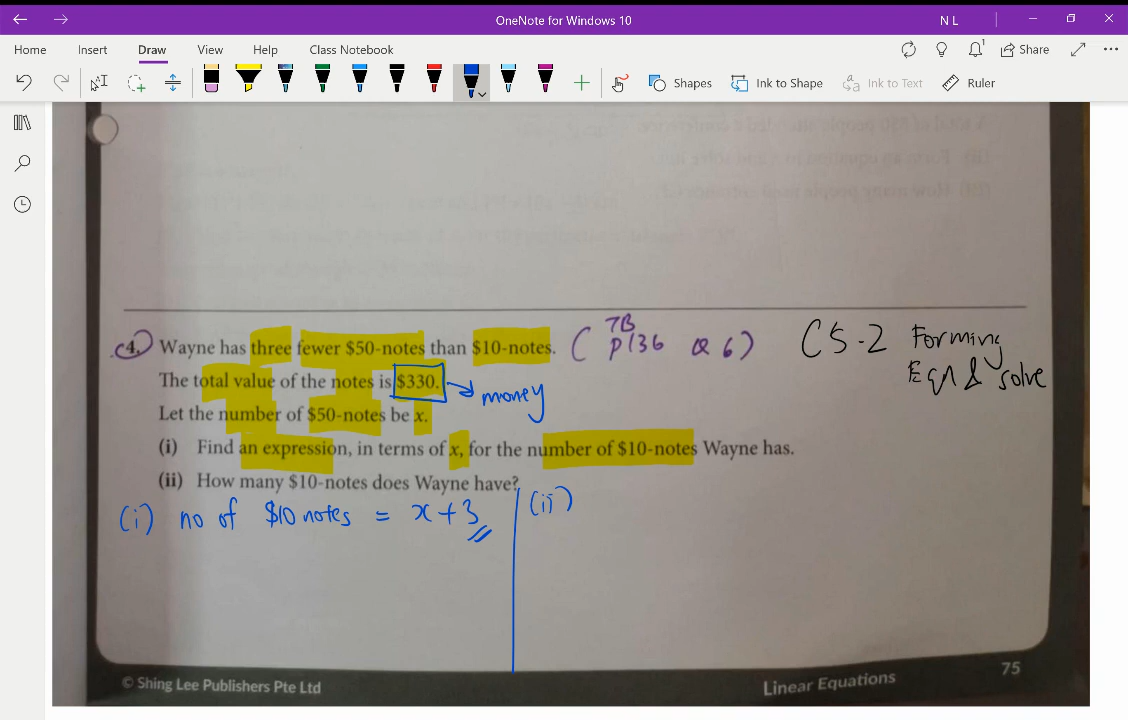 OneNote for Windows 10
N L
Home Insert Draw View Help Class Notebook
1 Share
Shapes Ink to Shape Ink to Text Ruler
4. Wayne has three fewer $50-notes than $10-notes. ( 7B P136 Q 6) C5.2 Forming Eqn & solve
The total value of the notes is $330. → money
Let the number of $50-notes be x.
(i) Find an expression, in terms of x, for the number of $10-notes Wayne has.
(ii) How many $10-notes does Wayne have?
(i) no of $10 notes = x + 3 (ii)
© Shing Lee Publishers Pte Ltd Linear Equations 75